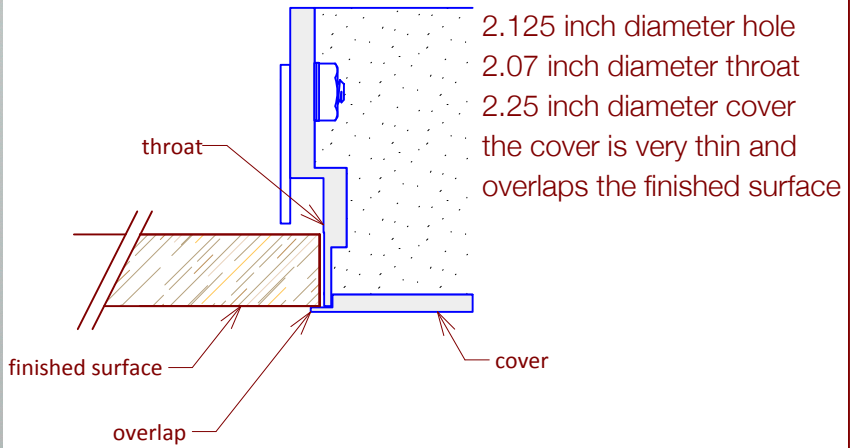 2.125 inch diameter hole
2.07 inch diameter throat
2.25 inch diameter cover
the cover is very thin and
overlaps the finished surface
throat
finished surface
cover
overlap